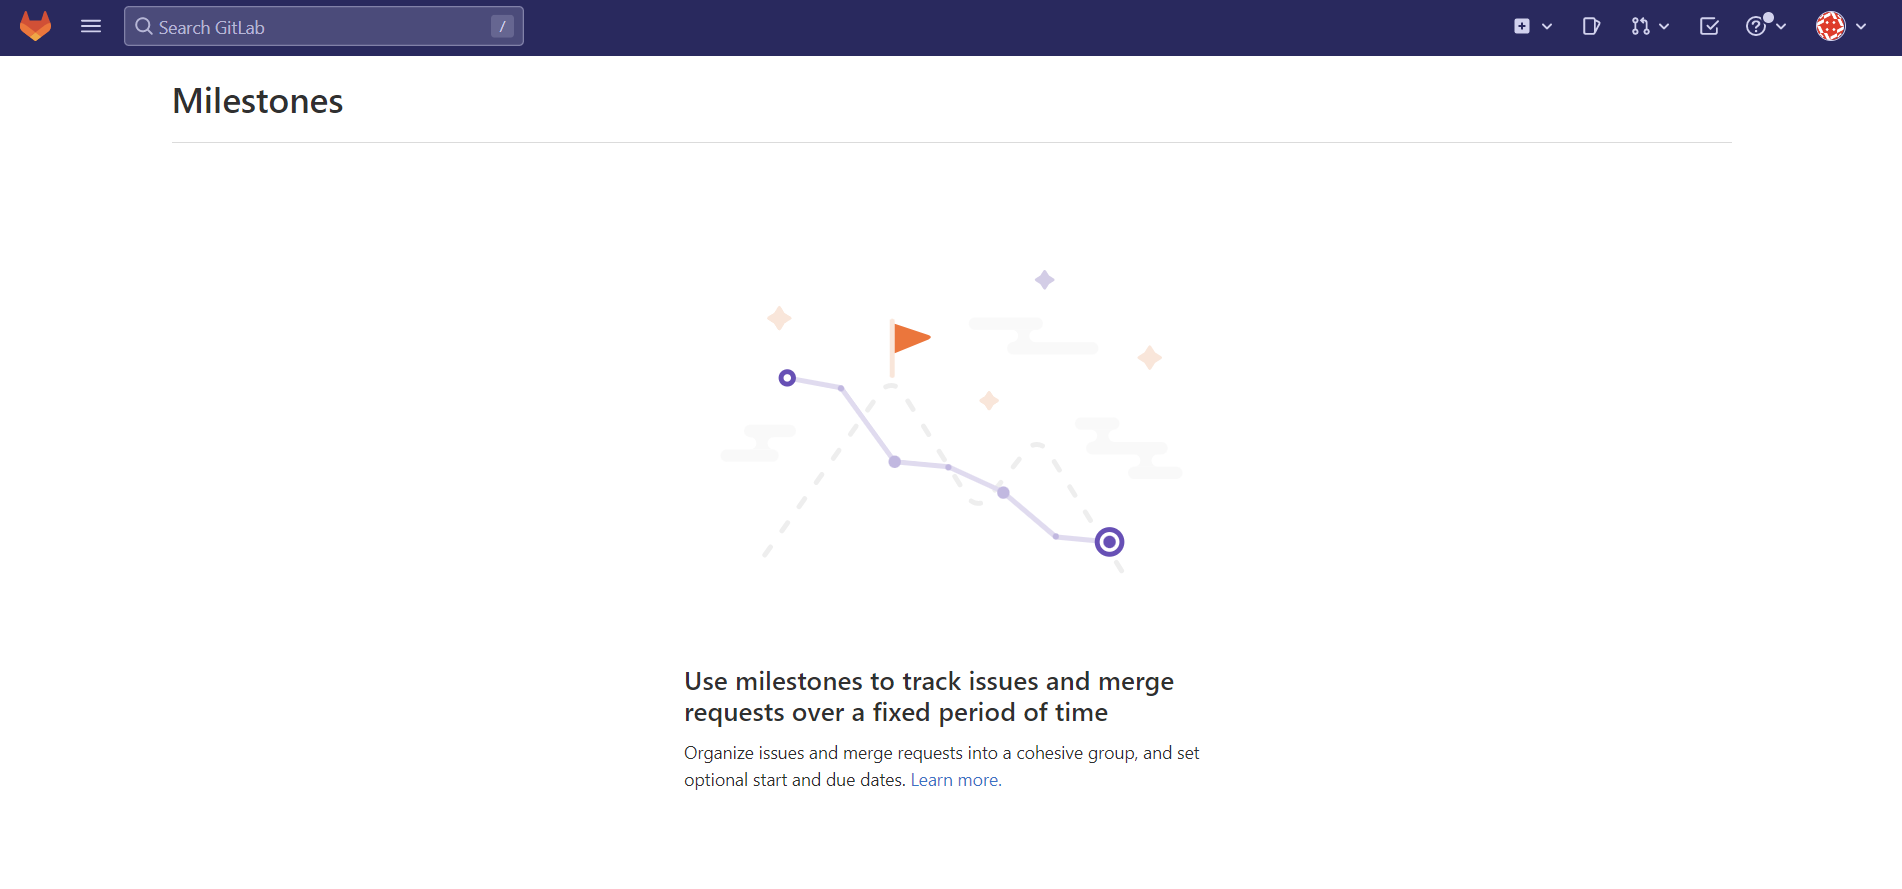 Search GitLab
/
Milestones
Use milestones to track issues and merge
requests over a fixed period of time
Organize issues and merge requests into a cohesive group, and set
optional start and due dates. Learn more.